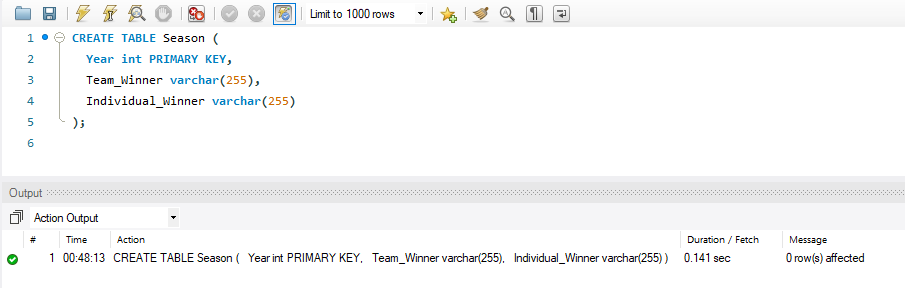 Limit to 1000 rows
1 CREATE TABLE Season (
2 Year int PRIMARY KEY,
3 Team_Winner varchar(255),
4 Individual_Winner varchar(255)
5 );
6
Output
Action Output
# Time Action Duration / Fetch Message
1 00:48:13 CREATE TABLE Season ( Year int PRIMARY KEY, Team_Winner varchar(255), Individual_Winner varchar(255) ) 0.141 sec 0 row(s) affected